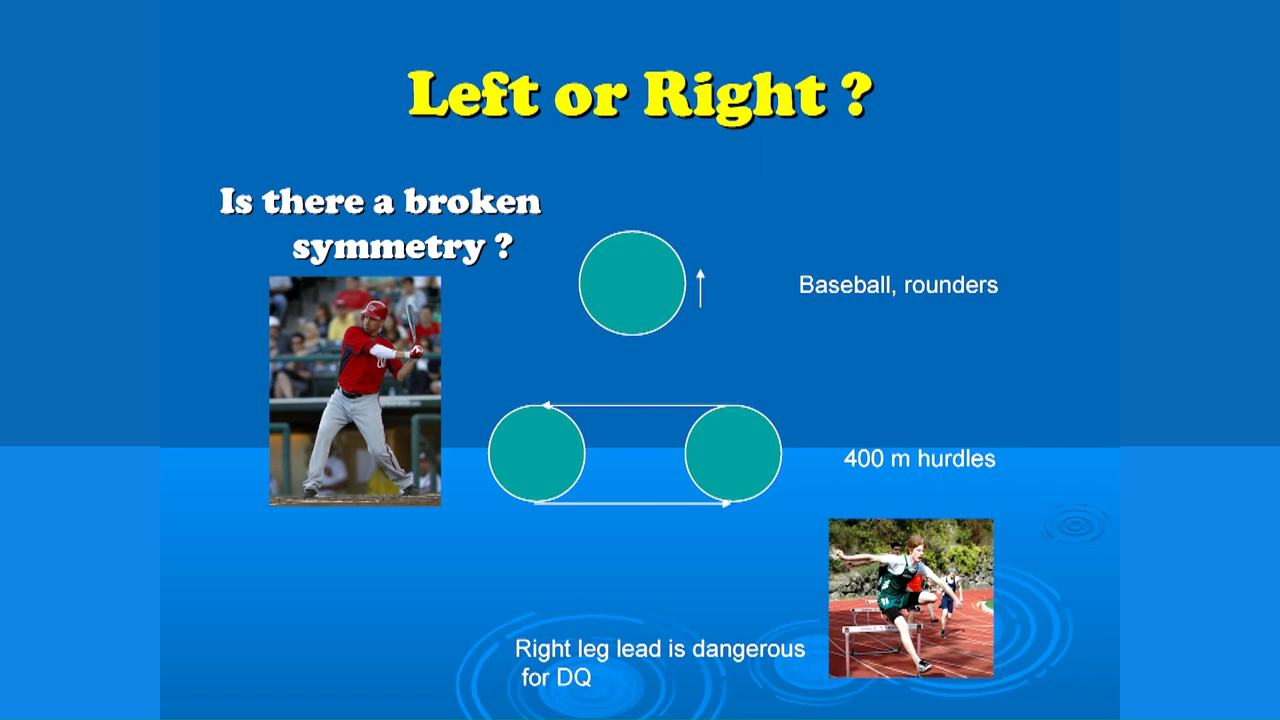 Left or Right ?
Is there a broken
symmetry ?
Baseball, rounders
400 m hurdles
Right leg lead is dangerous
for DQ